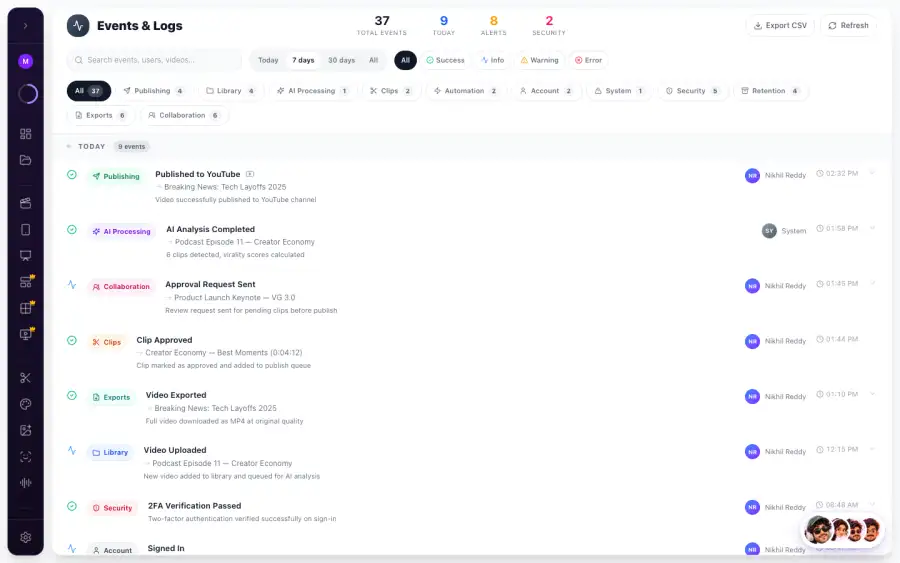 M
Events & Logs
37
TOTAL EVENTS
9
TODAY
8
ALERTS
2
SECURITY
Export CSV
Refresh
Search events, users, videos...
Today 7 days 30 days All
All Success Info Warning Error
All 37 Publishing 4 Library 4 AI Processing 1 Clips 2 Automation 2 Account 2 System 1 Security 5 Retention 4
Exports 6 Collaboration 6
TODAY 9 events
Publishing Published to YouTube NR Nikhil Reddy 02:32 PM
→ Breaking News: Tech Layoffs 2025
Video successfully published to YouTube channel
AI Processing AI Analysis Completed SY System 01:58 PM
→ Podcast Episode 11 — Creator Economy
6 clips detected, virality scores calculated
Collaboration Approval Request Sent NR Nikhil Reddy 01:45 PM
→ Product Launch Keynote — VG 3.0
Review request sent for pending clips before publish
Clips Clip Approved NR Nikhil Reddy 01:44 PM
→ Creator Economy — Best Moments (0:04:12)
Clip marked as approved and added to publish queue
Exports Video Exported NR Nikhil Reddy 01:10 PM
→ Breaking News: Tech Layoffs 2025
Full video downloaded as MP4 at original quality
Library Video Uploaded NR Nikhil Reddy 12:15 PM
→ Podcast Episode 11 — Creator Economy
New video added to library and queued for AI analysis
Security 2FA Verification Passed NR Nikhil Reddy 06:48 AM
Two-factor authentication verified successfully on sign-in
Account Signed In NR Nikhil Reddy